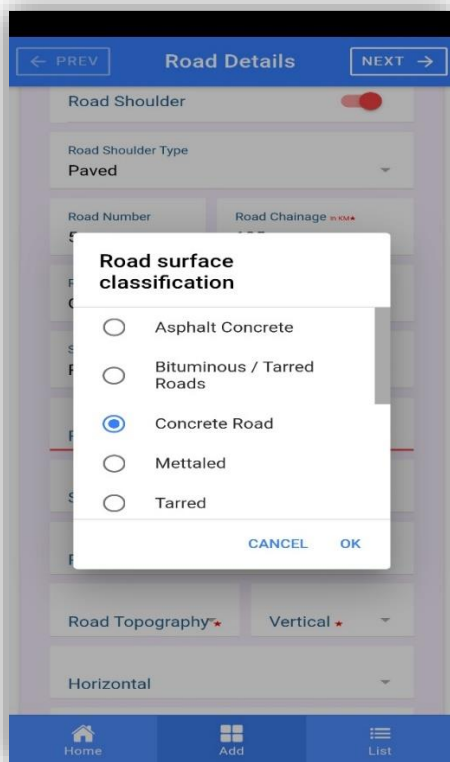 ← PREV Road Details NEXT →
Road Shoulder
Road Shoulder Type
Paved
Road Number Road Chainage in KM*
Road surface
classification
Asphalt Concrete
Bituminous / Tarred
Roads
Concrete Road
Mettaled
Tarred
CANCEL OK
Road Topography * Vertical *
Horizontal
Home Add List